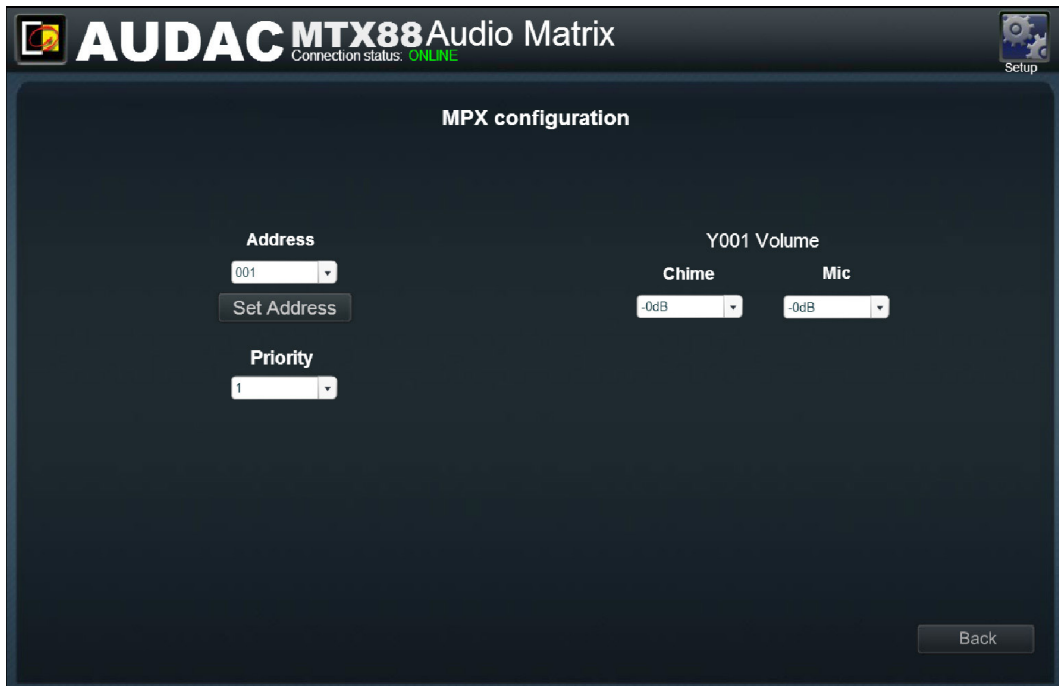 AUDAC MTX88 Audio Matrix
Connection status: ONLINE
Setup
MPX configuration
Address
001
Set Address
Priority
1
Y001 Volume
Chime Mic
-0dB -0dB
Back